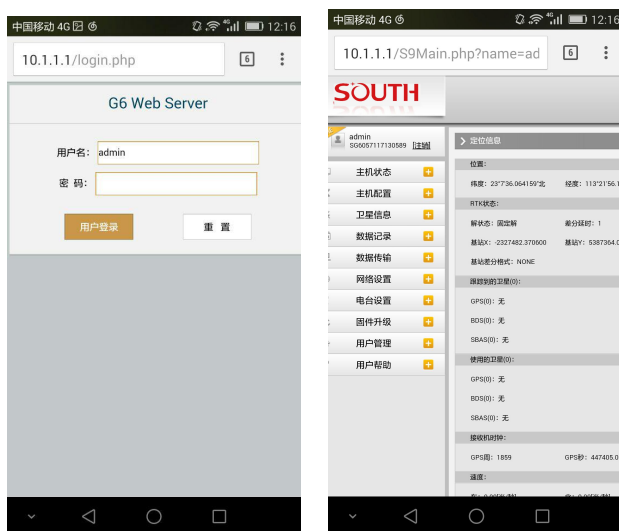 中国移动 4G 12:16
10.1.1.1/login.php 6
G6 Web Server
用户名: admin
密 码:
用户登录 重 置
中国移动 4G 12:16
10.1.1.1/S9Main.php?name=ad 6
SOUTH
admin
SG6057117130589 [注销]
主机状态
主机配置
卫星信息
数据记录
数据传输
网络设置
电台设置
固件升级
用户管理
用户帮助
定位信息
位置:
纬度: 23°7'36.064159"北 经度: 113°21'56.1
RTK状态:
解状态: 固定解 差分延时: 1
基站X: -2327482.370600 基站Y: 5387364.0
基站差分格式: NONE
跟踪到的卫星(0):
GPS(0): 无
BDS(0): 无
SBAS(0): 无
使用的卫星(0):
GPS(0): 无
BDS(0): 无
SBAS(0): 无
接收机时钟:
GPS周: 1859 GPS秒: 447405.0
速度: